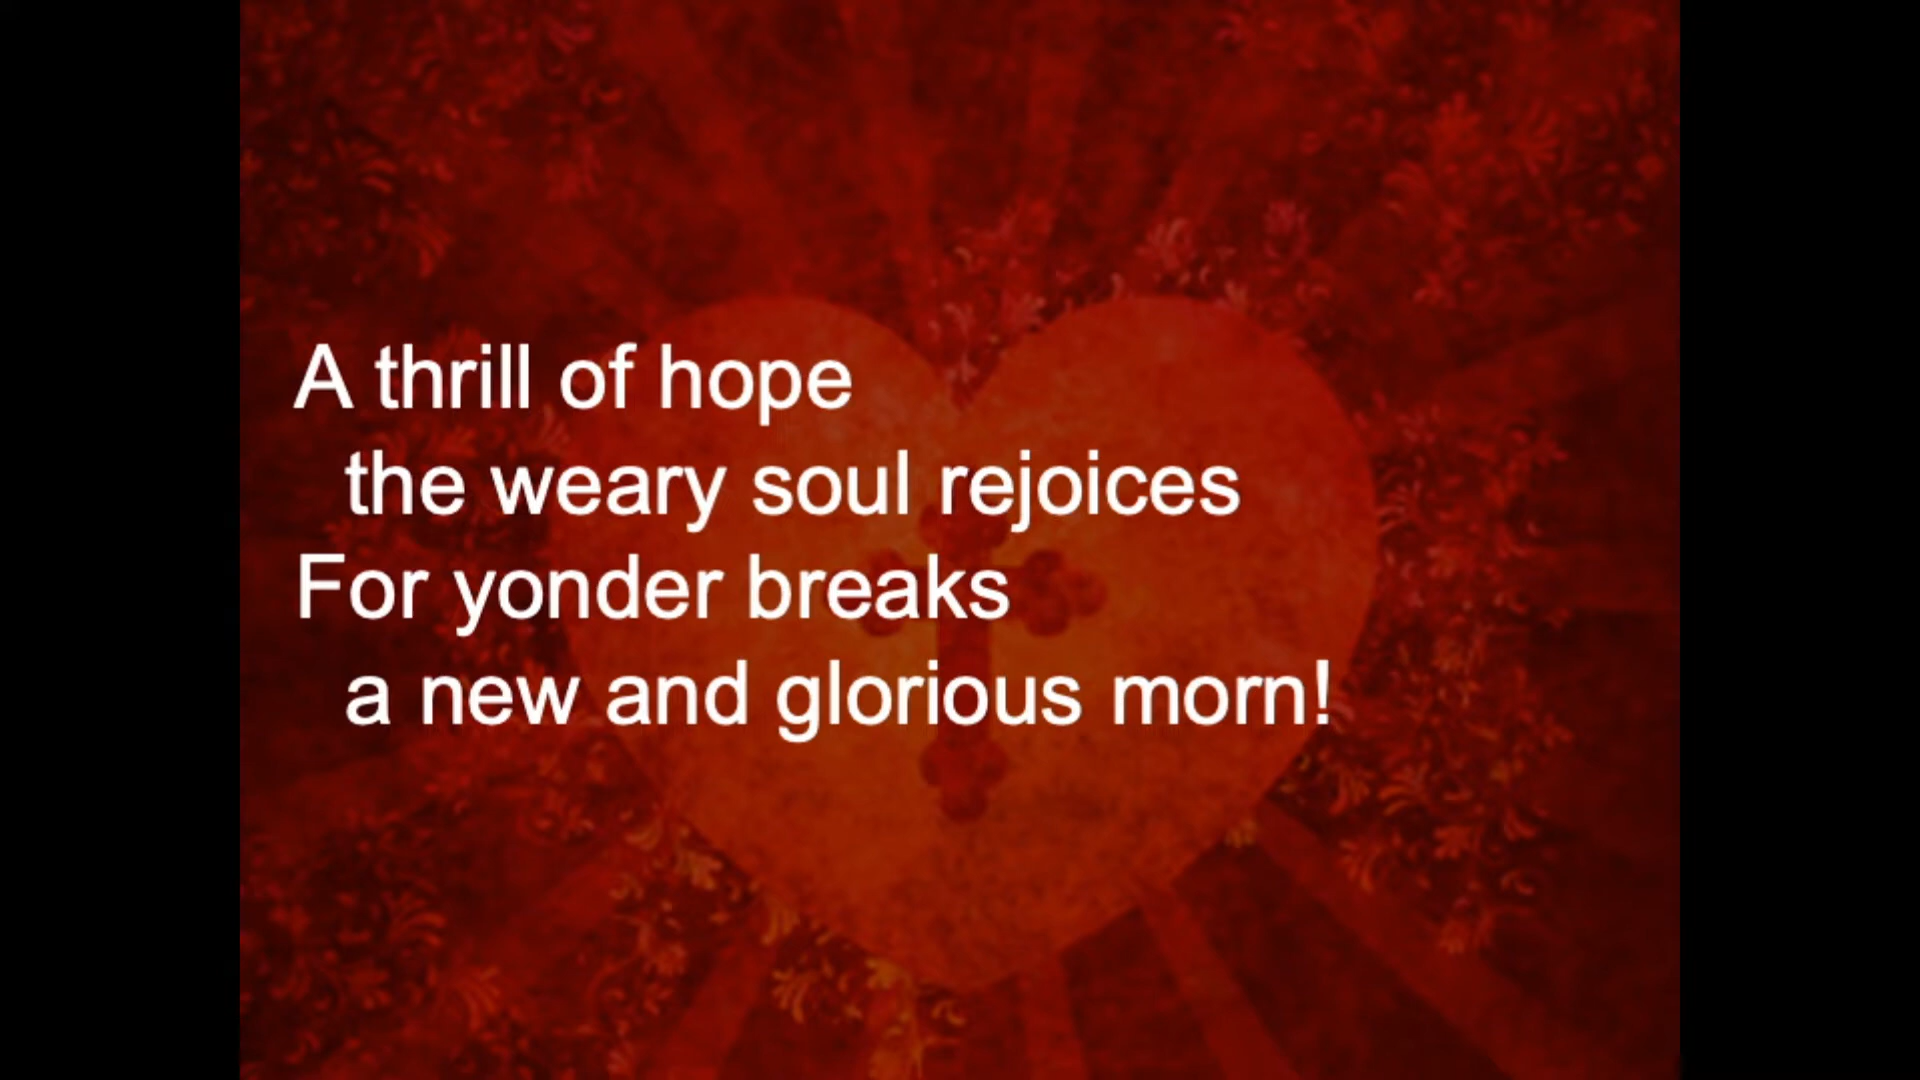 A thrill of hope
the weary soul rejoices
For yonder breaks
a new and glorious morn!